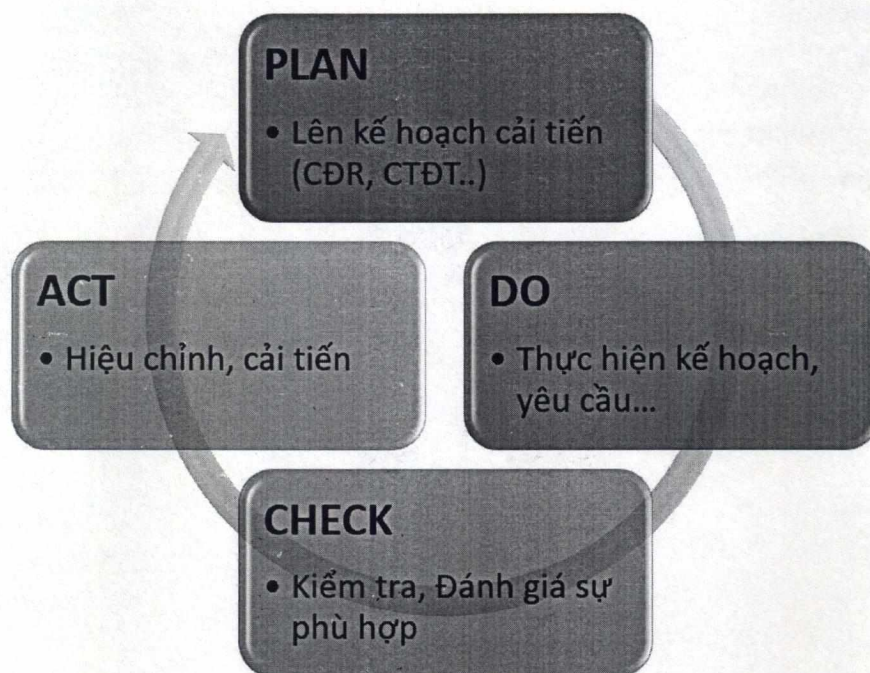 PLAN
• Lên kế hoạch cải tiến
(CĐR, CTĐT..)
DO
• Thực hiện kế hoạch,
yêu cầu...
CHECK
• Kiểm tra, Đánh giá sự
phù hợp
ACT
• Hiệu chỉnh, cải tiến